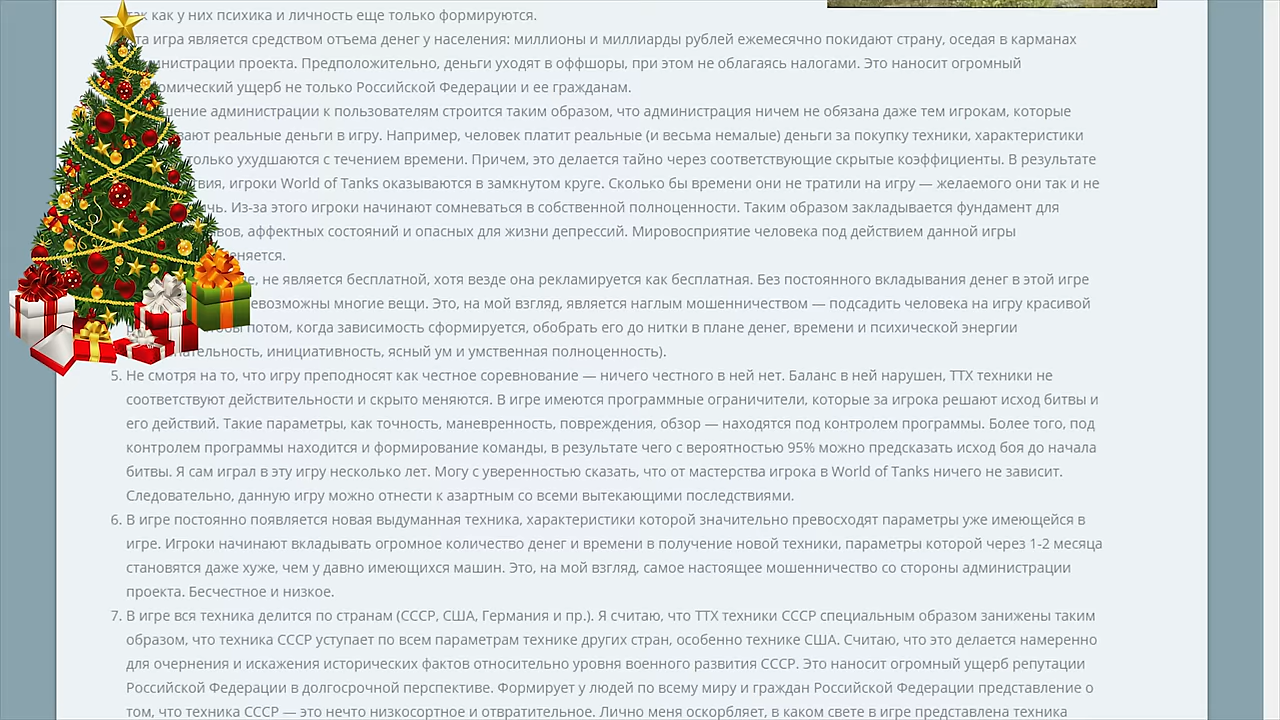 так как у них психика и личность еще только формируются.
эта игра является средством отъема денег у населения: миллионы и миллиарды рублей ежемесячно покидают страну, оседая в карманах
администрации проекта. Предположительно, деньги уходят в оффшоры, при этом не облагаясь налогами. Это наносит огромный
экономический ущерб не только Российской Федерации и ее гражданам.
администрации к пользователям строится таким образом, что администрация ничем не обязана даже тем игрокам, которые
реальные деньги в игру. Например, человек платит реальные (и весьма немалые) деньги за покупку техники, характеристики
только ухудшаются с течением времени. Притом, это делается тайно через соответствующие скрытые коэффициенты. В результате
игроки World of Tanks оказываются в замкнутом круге. Сколько бы времени они не тратили на игру — желаемого они так и не
Из-за этого люди начинают сомневаться в собственной полноценности. Таким образом закладывается фундамент для
аффектных состояний и опасных для жизни депрессий. Мировосприятие человека под действием данной игры
является бесплатной, хотя везде она рекламируется как бесплатная. Без постоянного вкладывания денег в этой игре
возможны многие вещи. Это, на мой взгляд, является наглым мошенничеством — подсадить человека на игру красивой
потом, когда зависимость сформируется, обобрать его до нитки в плане денег, времени и психической энергии
инициативность, ясный ум и умственная полноценность).
5. Не смотря на то, что игру преподносят как честное соревнование — ничего честного в ней нет. Баланс в ней нарушен, ТТХ техники не
соответствуют действительности и скрыто меняются. В игре имеются программные ограничители, которые за игрока решают исход битвы и
его действий. Такие параметры, как точность, маневренность, повреждения, обзор — находятся под контролем программы. Более того, под
контролем программы и формирование команды, в результате чего с вероятностью 95% можно предсказать исход боя до начала
битвы. Я сам играл в эту игру несколько лет. Могу с уверенностью сказать, что от мастерства игрока в World of Tanks ничего не зависит.
Следовательно, данную игру можно отнести к азартным со всеми вытекающими последствиями.
6. В игре постоянно появляется новая выдуманная техника, характеристики которой значительно превосходят параметры уже имеющейся в
игре. Игроки начинают вкладывать огромное количество денег и времени в получение новой техники, параметры которой через 1-2 месяца
становятся даже хуже, чем у давно имеющихся машин. Это, на мой взгляд, самое настоящее мошенничество со стороны администрации
проекта. Бесчестное и низкое.
7. В игре вся техника делится по веткам (СССР, США, Германия и пр.). Я считаю, что ТТХ техники СССР специальным образом занижены таким
образом, что техника СССР уступает по всем параметрам технике других стран, особенно технике США. Считаю, что это делается намеренно
для очернения и искажения исторических фактов относительно уровня военного развития СССР. Это наносит огромный ущерб репутации
Российской Федерации в долгосрочной перспективе. Формирует у людей по всему миру и граждан Российской Федерации представление о
том, что техника СССР — нечто низкосортное и отвратительное. Лично меня оскорбляет, в каком свете в игре представлена техника